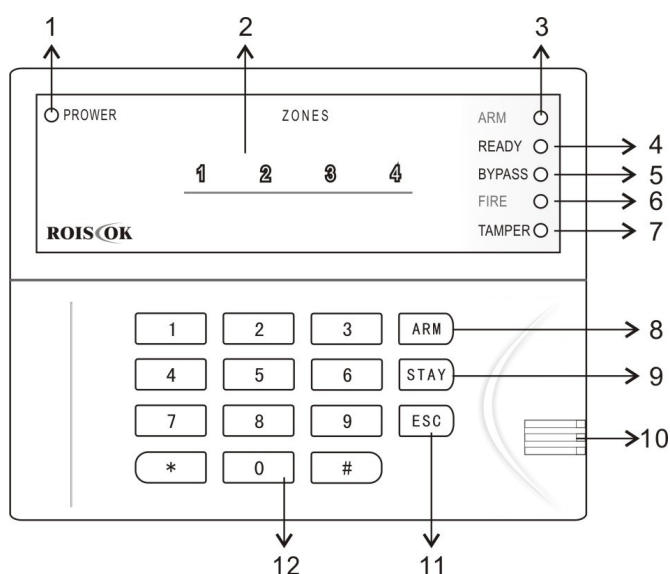 1 2 3
PROWER ZONES ARM
READY 4
BYPASS 5
FIRE 6
TAMPER 7
1 2 3 4
ROISCOK
1 2 3 ARM 8
4 5 6 STAY 9
7 8 9 ESC
10
* 0 #
12 11